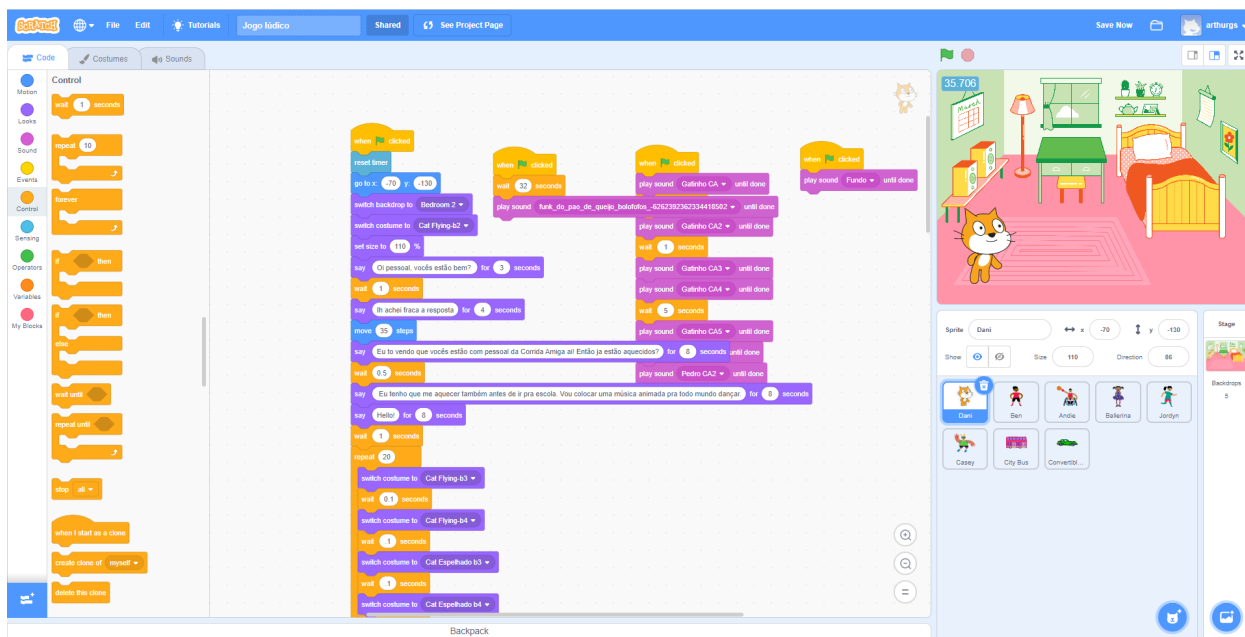 SCRATCH File Edit Tutorials Jogo lúdico Shared See Project Page Save Now arthurgs
Code Costumes Sounds
Motion
Looks
Sound
Events
Control
Sensing
Operators
Variables
My Blocks
Control
wait 1 seconds
repeat 10
forever
if then
if then
else
wait until
repeat until
stop all
when I start as a clone
create clone of myself
delete this clone
when clicked
reset timer
go to x: -70 y: -130
switch backdrop to Bedroom 2
switch costume to Cat Flying-b2
set size to 110 %
say Oi pessoal, vocês estão bem? for 3 seconds
wait 1 seconds
say Ih achei fraca a resposta for 4 seconds
move 35 steps
say Eu to vendo que vocês estão com pessoal da Corrida Amiga ai! Então ja estão aquecidos? for 8 seconds
wait 0.5 seconds
say Eu tenho que me aquecer também antes de ir pra escola. Vou colocar uma música animada pra todo mundo dançar. for 8 seconds
say Hello! for 8 seconds
wait 1 seconds
repeat 20
switch costume to Cat Flying-b3
wait 0.1 seconds
switch costume to Cat Flying-b4
wait .1 seconds
switch costume to Cat Espelhado b3
wait .1 seconds
switch costume to Cat Espelhado b4
when clicked
wait 32 seconds
play sound funk_do_pao_de_queijo_bolofofos_-6262392362334418502 until done
when clicked
play sound Gatinho CA until done
play sound Gatinho CA2 until done
wait 1 seconds
play sound Gatinho CA3 until done
play sound Gatinho CA4 until done
wait 5 seconds
play sound Gatinho CA5 until done
until done
play sound Pedro CA2 until done
when clicked
play sound Fundo until done
Backpack
35.706
March
Sprite Dani x -70 y -130
Show Size 110 Direction 86
Dani Ben Andie Ballerina Jordyn
Casey City Bus Convertibl...
Stage
Backdrops
5